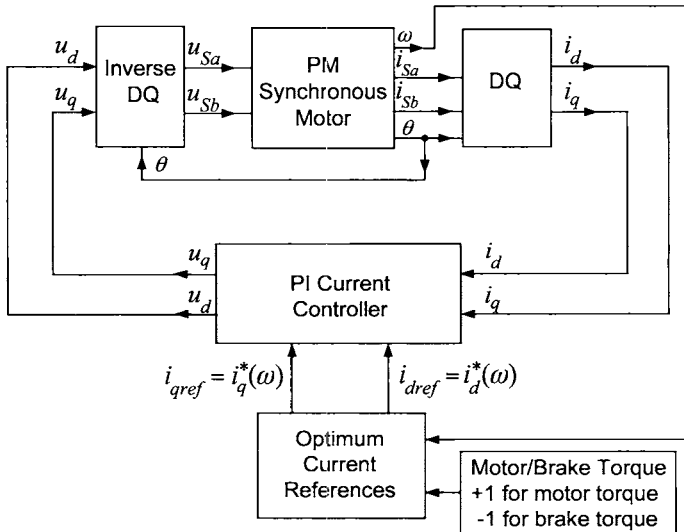 ω
u_d
u_Sa
i_Sa
i_d
Inverse
DQ
PM
Synchronous
Motor
DQ
u_q
u_Sb
i_Sb
i_q
θ
θ
u_q
i_d
PI Current
Controller
u_d
i_q
i_qref = i_q^*(ω)
i_dref = i_d^*(ω)
Optimum
Current
References
Motor/Brake Torque
+1 for motor torque
-1 for brake torque